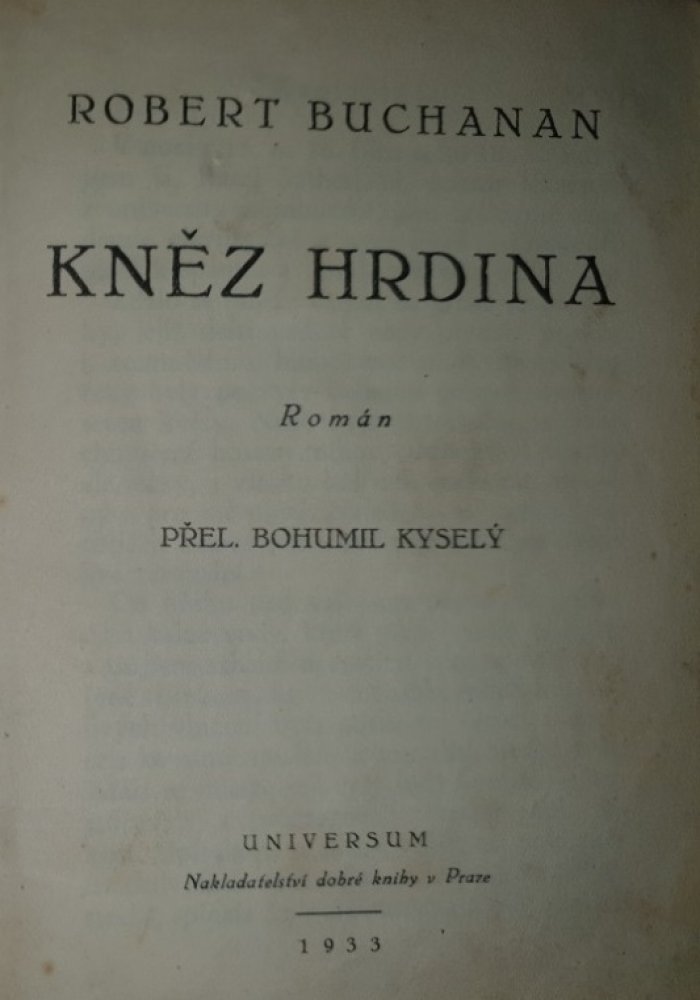 ROBERT BUCHANAN
KNĚZ HRDINA
Román
PŘEL. BOHUMIL KYSELÝ
UNIVERSUM
Nakladatelství dobré knihy v Praze
1933